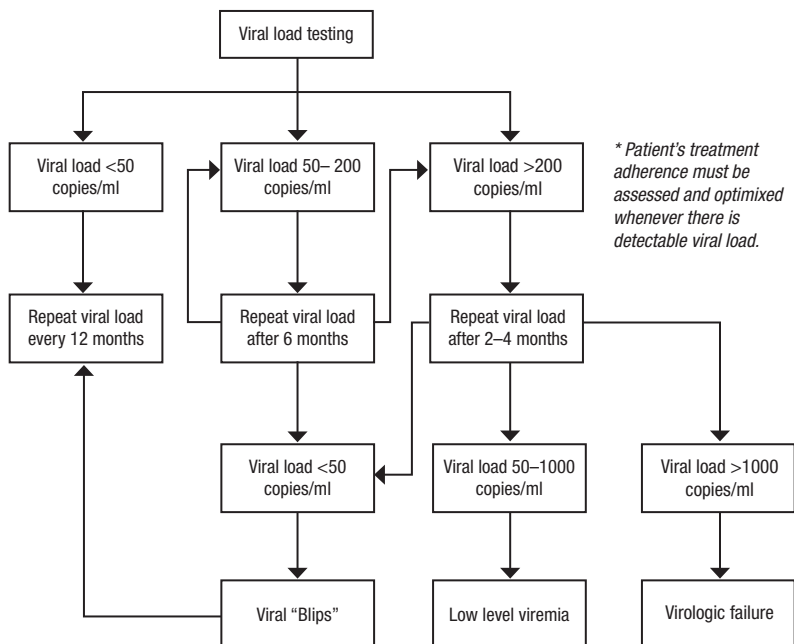 Viral load testing
Viral load <50
copies/ml
Viral load 50– 200
copies/ml
Viral load >200
copies/ml
* Patient’s treatment
adherence must be
assessed and optimixed
whenever there is
detectable viral load.
Repeat viral load
every 12 months
Repeat viral load
after 6 months
Repeat viral load
after 2–4 months
Viral load <50
copies/ml
Viral load 50–1000
copies/ml
Viral load >1000
copies/ml
Viral “Blips”
Low level viremia
Virologic failure